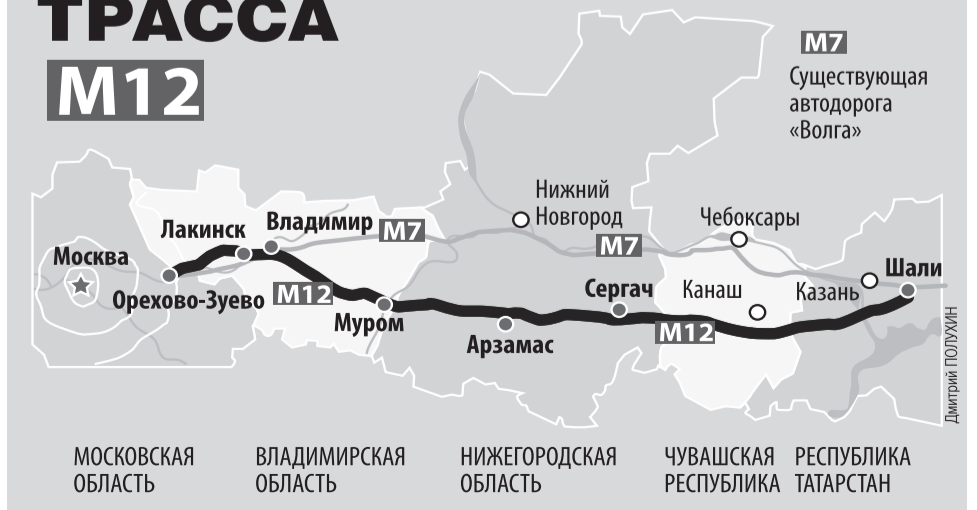 ТРАССА
М12
М7
Существующая
автодорога
«Волга»
Нижний
Новгород
Лакинск
Владимир
М7
Чебоксары
М7
Москва
Шали
Орехово-Зуево
М12
Сергач
Канаш
Казань
Муром
М12
Арзамас
Дмитрий ПОЛУХИН
МОСКОВСКАЯ
ОБЛАСТЬ
ВЛАДИМИРСКАЯ
ОБЛАСТЬ
НИЖЕГОРОДСКАЯ
ОБЛАСТЬ
ЧУВАШСКАЯ
РЕСПУБЛИКА
РЕСПУБЛИКА
ТАТАРСТАН